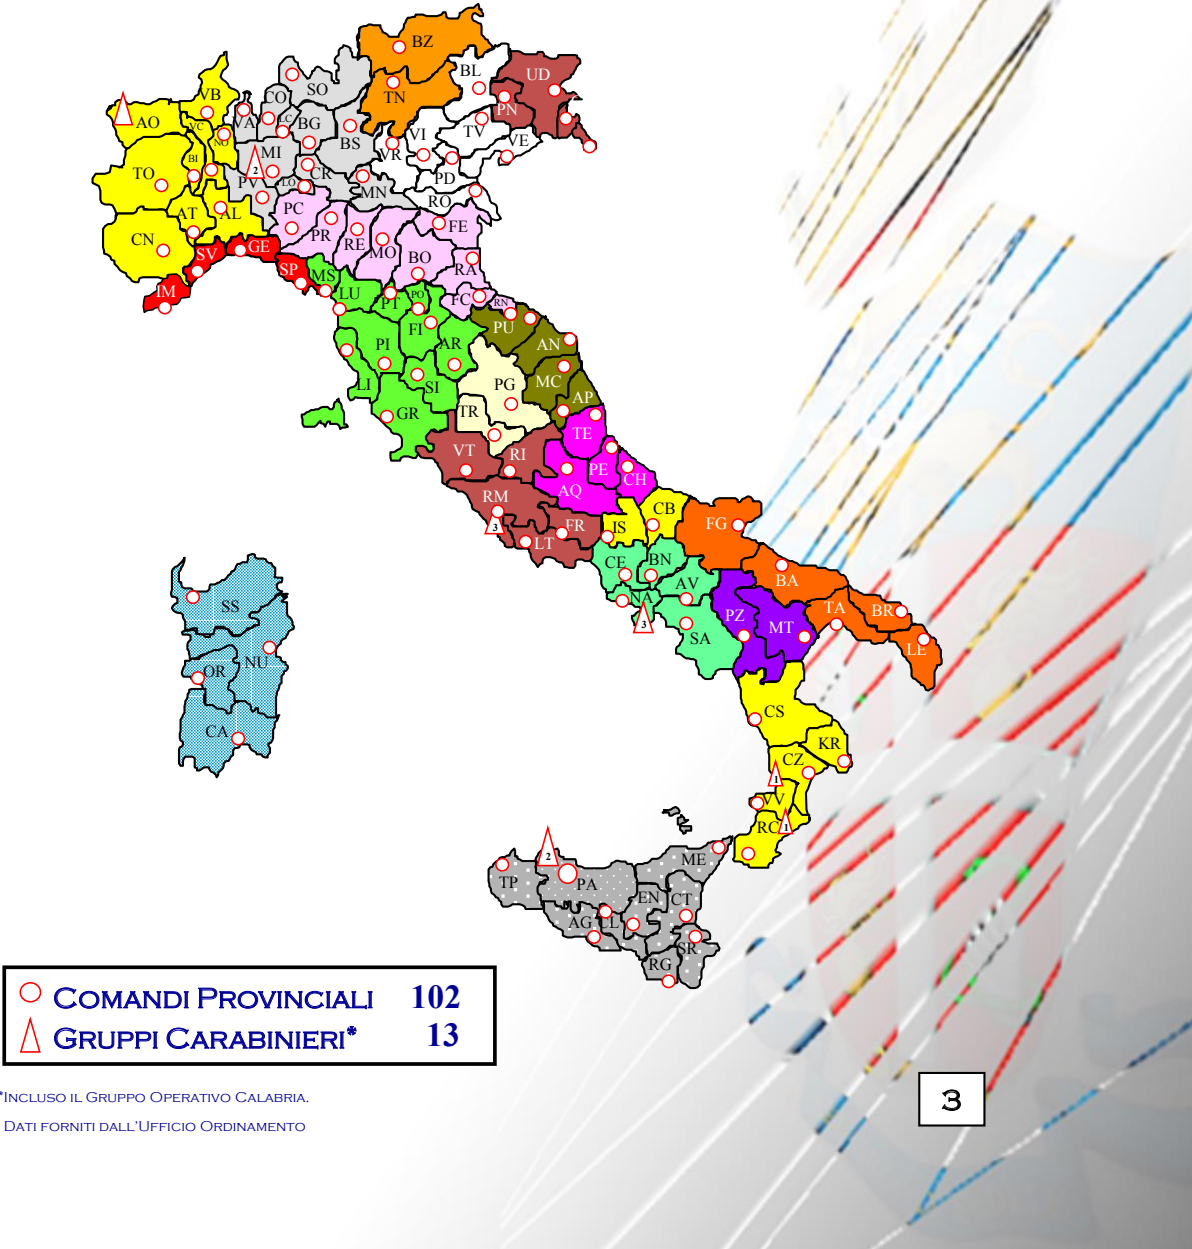 BZ
BL
UD
SO
TN
PN
VB
CO
VA
LC
BG
TV
AO
VC
NO
BS
VI
VE
MI
VR
BI
2
CR
TO
PV
LO
MN
PD
RO
AT
AL
PC
FE
CN
PR
RE
MO
SV
GE
BO
RA
SP
MS
IM
LU
PT
PO
FC
RN
FI
PU
PI
AR
AN
LI
SI
PG
MC
GR
TR
AP
TE
VT
RI
PE
AQ
CH
RM
3
FR
LT
IS
CB
FG
CE
BN
BA
AV
NA
3
SA
PZ
MT
TA
BR
LE
SS
OR
NU
CA
CS
KR
CZ
1
VV
RC
1
2
ME
TP
PA
EN
CT
AG
CL
SR
RG
Comandi Provinciali 102
Gruppi Carabinieri* 13
*Incluso il Gruppo Operativo Calabria.
Dati forniti dall'Ufficio Ordinamento
3